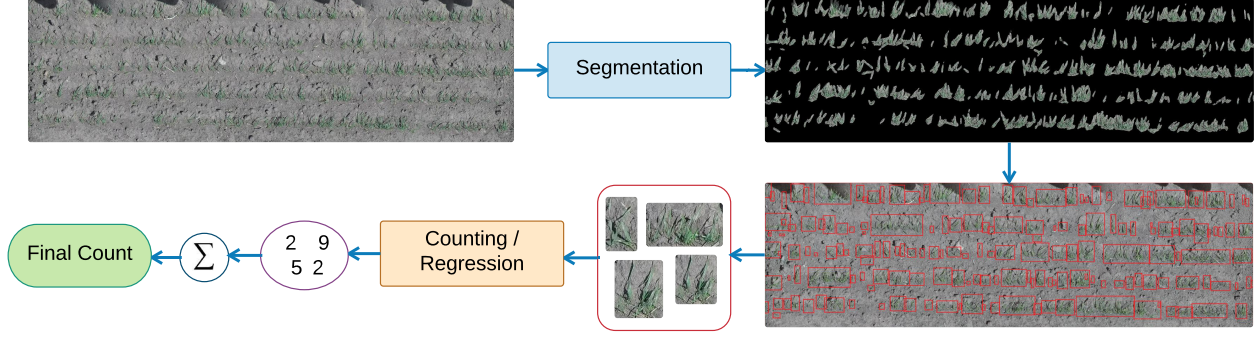 Segmentation
Final Count
Σ
2 9
5 2
Counting /
Regression